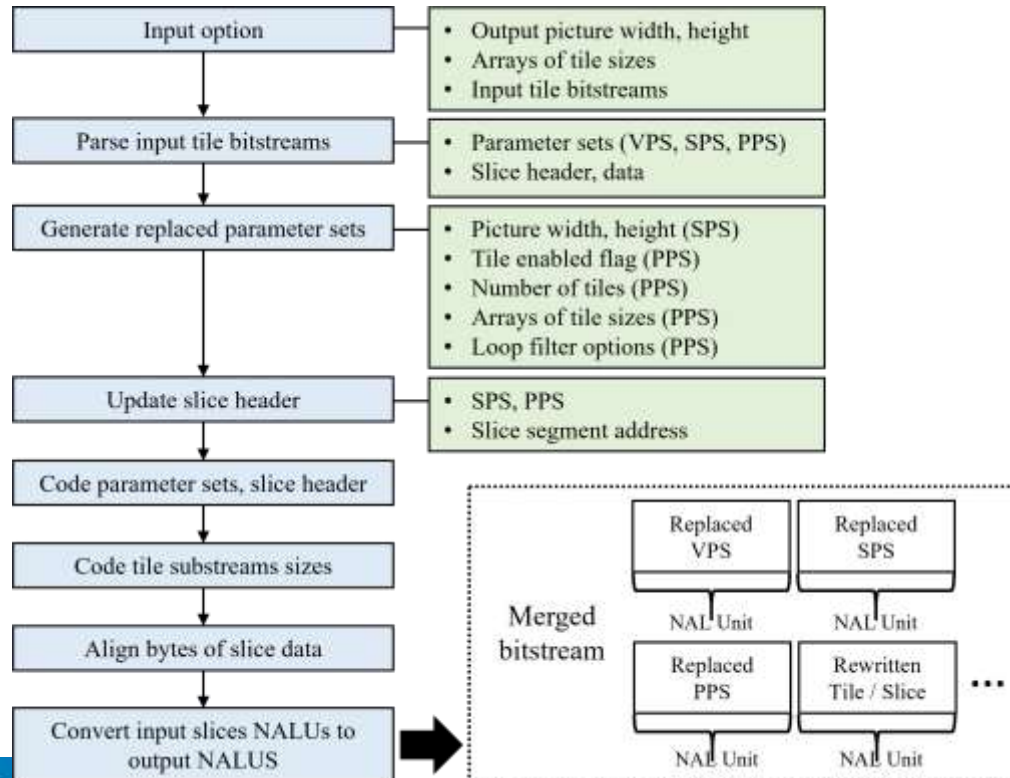 Input option
• Output picture width, height
• Arrays of tile sizes
• Input tile bitstreams
Parse input tile bitstreams
• Parameter sets (VPS, SPS, PPS)
• Slice header, data
Generate replaced parameter sets
• Picture width, height (SPS)
• Tile enabled flag (PPS)
• Number of tiles (PPS)
• Arrays of tile sizes (PPS)
• Loop filter options (PPS)
Update slice header
• SPS, PPS
• Slice segment address
Code parameter sets, slice header
Code tile substreams sizes
Align bytes of slice data
Convert input slices NALUs to
output NALUS
Merged
bitstream
Replaced
VPS
NAL Unit
Replaced
SPS
NAL Unit
Replaced
PPS
NAL Unit
Rewritten
Tile / Slice
NAL Unit
...